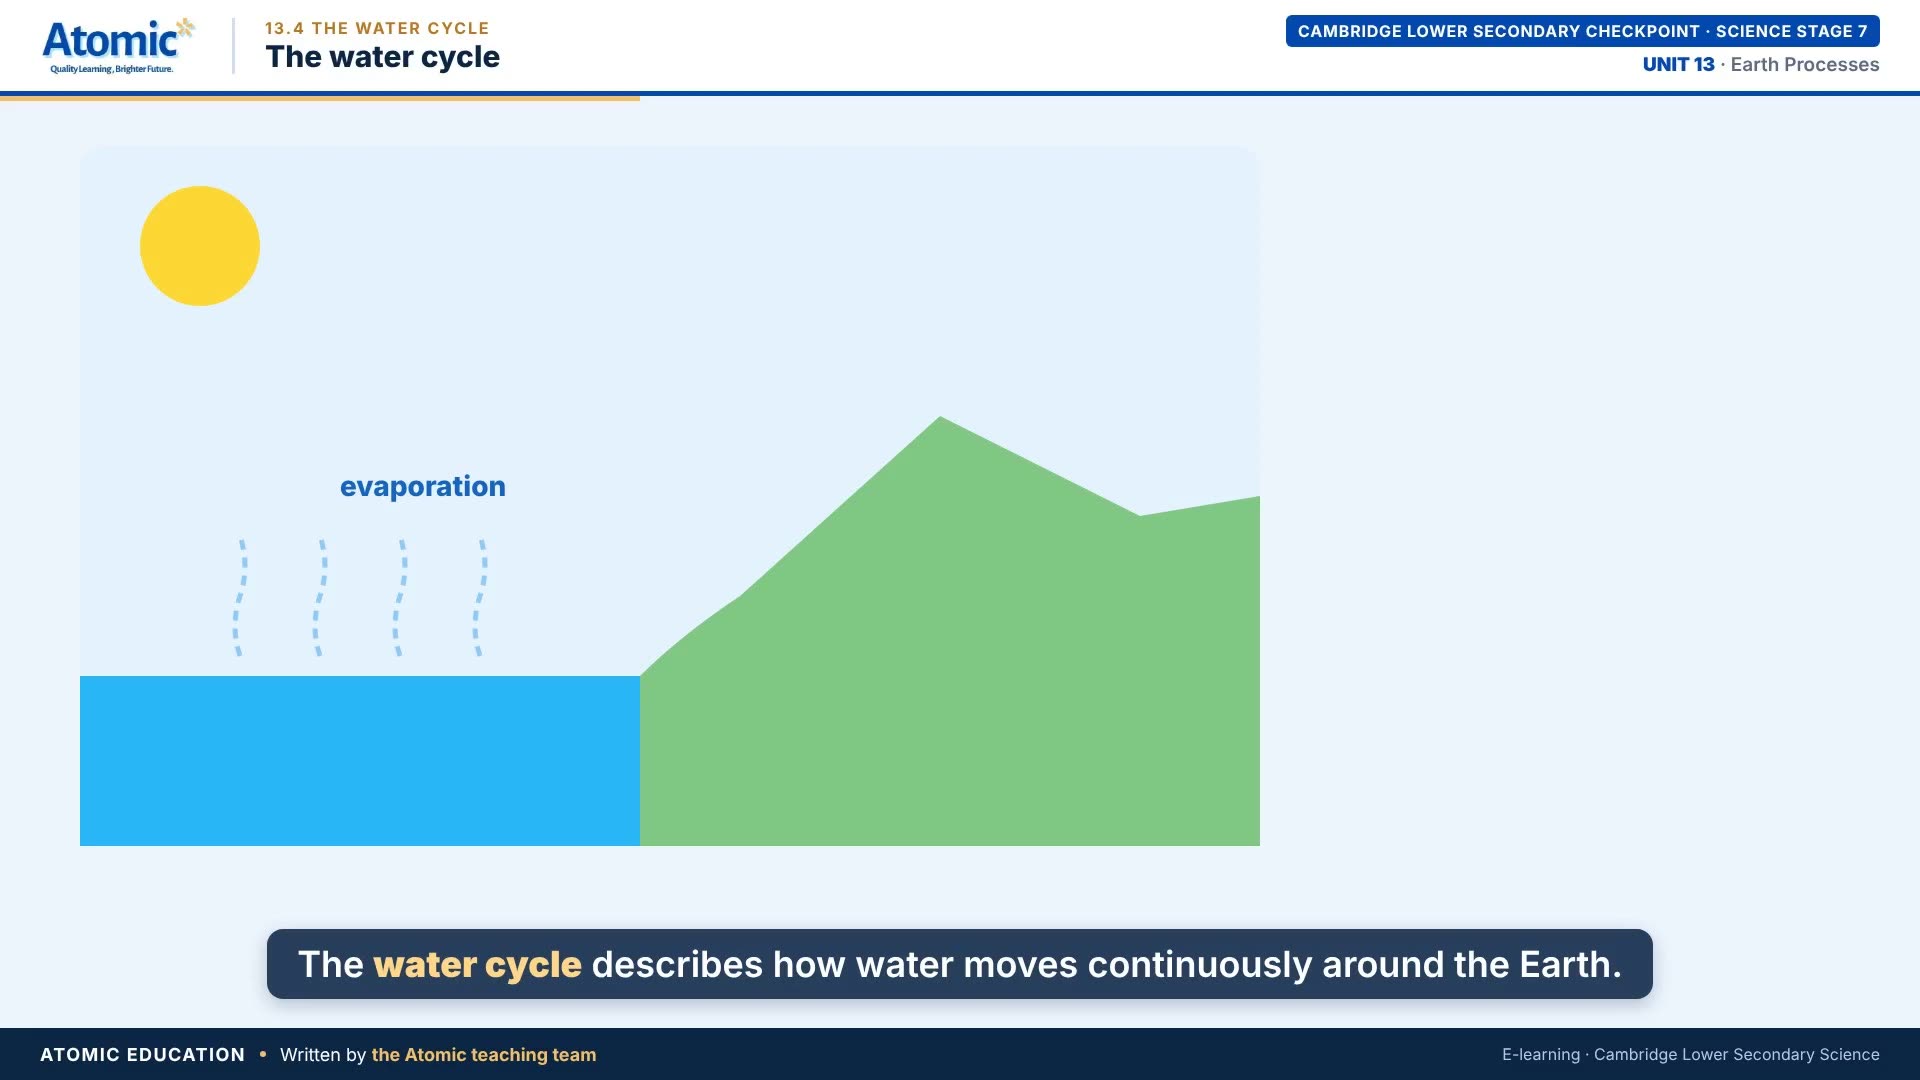 Atomic
Quality Learning, Brighter Future.
13.4 THE WATER CYCLE
The water cycle
CAMBRIDGE LOWER SECONDARY CHECKPOINT · SCIENCE STAGE 7
UNIT 13 · Earth Processes
evaporation
The water cycle describes how water moves continuously around the Earth.
ATOMIC EDUCATION • Written by the Atomic teaching team
E-learning · Cambridge Lower Secondary Science